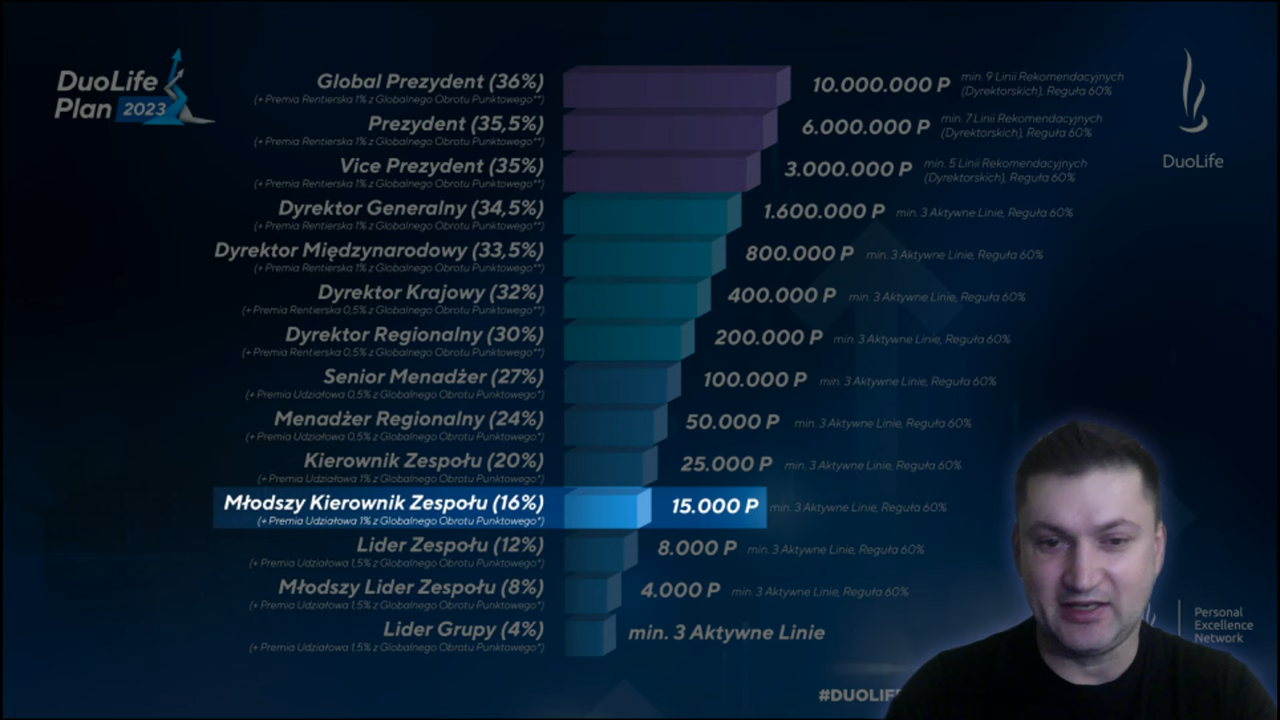 DuoLife
Plan 2023
Global Prezydent (36%)
(+ Premia Rentierska 1% z Globalnego Obrotu Punktowego**)
10.000.000 P
min. 9 Linii Rekomendacyjnych
(Dyrektorskich), Reguła 60%
Prezydent (35,5%)
(+ Premia Rentierska 1% z Globalnego Obrotu Punktowego**)
6.000.000 P
min. 7 Linii Rekomendacyjnych
(Dyrektorskich), Reguła 60%
Vice Prezydent (35%)
(+ Premia Rentierska 1% z Globalnego Obrotu Punktowego**)
3.000.000 P
min. 5 Linii Rekomendacyjnych
(Dyrektorskich), Reguła 60%
DuoLife
Dyrektor Generalny (34,5%)
(+ Premia Rentierska 1% z Globalnego Obrotu Punktowego**)
1.600.000 P
min. 3 Aktywne Linie, Reguła 60%
Dyrektor Międzynarodowy (33,5%)
(+ Premia Rentierska 1% z Globalnego Obrotu Punktowego**)
800.000 P
min. 3 Aktywne Linie, Reguła 60%
Dyrektor Krajowy (32%)
(+ Premia Rentierska 0,5% z Globalnego Obrotu Punktowego**)
400.000 P
min. 3 Aktywne Linie, Reguła 60%
Dyrektor Regionalny (30%)
(+ Premia Rentierska 0,5% z Globalnego Obrotu Punktowego**)
200.000 P
min. 3 Aktywne Linie, Reguła 60%
Senior Menadżer (27%)
(+ Premia Udziałowa 0,5% z Globalnego Obrotu Punktowego*)
100.000 P
min. 3 Aktywne Linie, Reguła 60%
Menadżer Regionalny (24%)
(+ Premia Udziałowa 0,5% z Globalnego Obrotu Punktowego*)
50.000 P
min. 3 Aktywne Linie, Reguła 60%
Kierownik Zespołu (20%)
(+ Premia Udziałowa 1% z Globalnego Obrotu Punktowego*)
25.000 P
min. 3 Aktywne Linie, Reguła 60%
Młodszy Kierownik Zespołu (16%)
(+ Premia Udziałowa 1% z Globalnego Obrotu Punktowego*)
15.000 P
min. 3 Aktywne Linie, Reguła 60%
Lider Zespołu (12%)
(+ Premia Udziałowa 1,5% z Globalnego Obrotu Punktowego*)
8.000 P
min. 3 Aktywne Linie, Reguła 60%
Młodszy Lider Zespołu (8%)
(+ Premia Udziałowa 1,5% z Globalnego Obrotu Punktowego*)
4.000 P
min. 3 Aktywne Linie, Reguła 60%
Lider Grupy (4%)
(+ Premia Udziałowa 1,5% z Globalnego Obrotu Punktowego*)
min. 3 Aktywne Linie
Personal
Excellence
Network